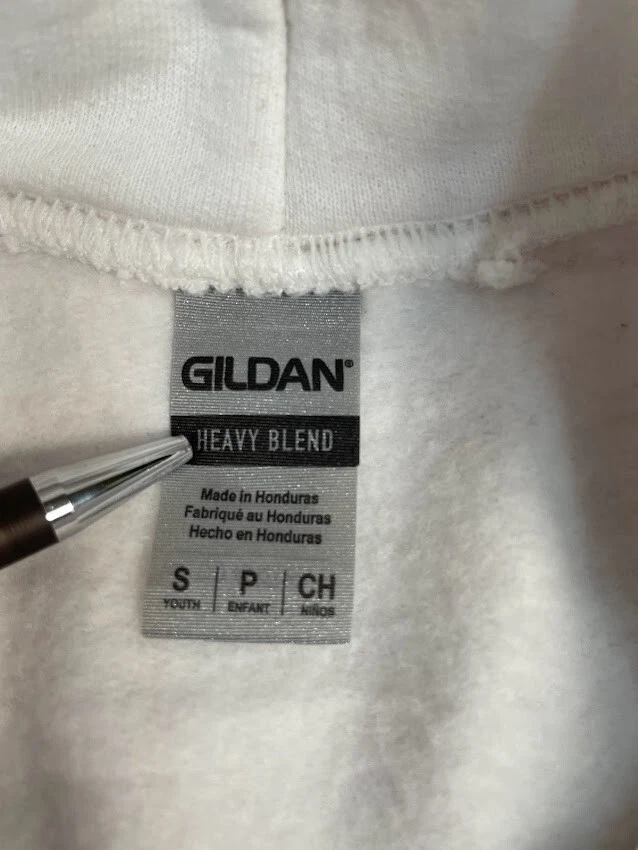 GILDAN®
HEAVY BLEND
Made in Honduras
Fabriqué au Honduras
Hecho en Honduras
S | P | CH
YOUTH ENFANT NIÑOS